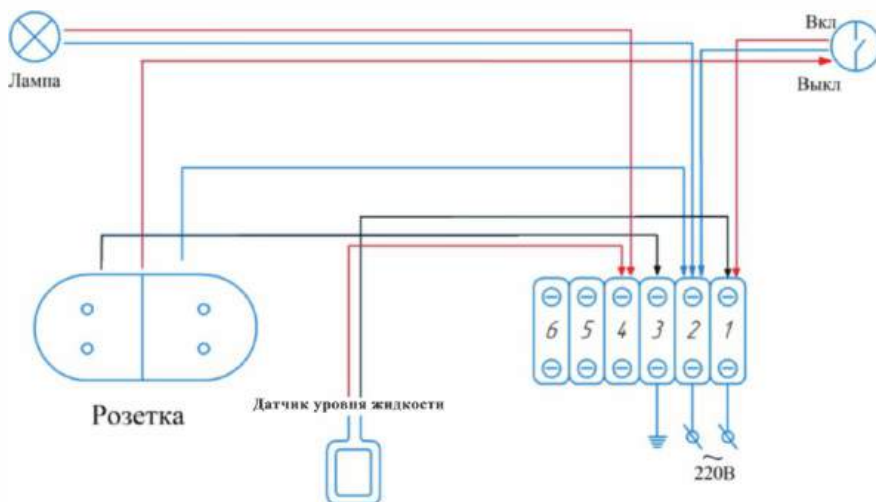 Вкл
Лампа
Выкл
6 5 4 3 2 1
Датчик уровня жидкости
Розетка
~
220В